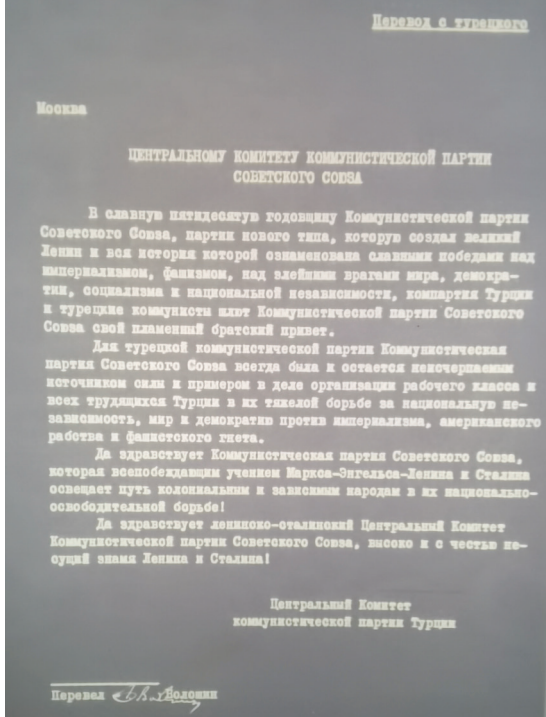 Перевод с турецкого
Москва
ЦЕНТРАЛЬНОМУ КОМИТЕТУ КОММУНИСТИЧЕСКОЙ ПАРТИИ
СОВЕТСКОГО СОЮЗА
В славную пятидесятую годовщину Коммунистической партии
Советского Союза, партии нового типа, которую создал великий
Ленин и вся история которой ознаменована славными победами над
империализмом, фашизмом, над злейшими врагами мира, демокра-
тии, социализма и национальной независимости, компартия Турции
и турецкие коммунисты шлют Коммунистической партии Советского
Союза свой пламенный братский привет.
Для турецкой коммунистической партии Коммунистическая
партия Советского Союза всегда была и остается неисчерпаемым
источником силы и примером в деле организации рабочего класса и
всех трудящихся Турции в их тяжелой борьбе за национальную не-
зависимость, мир и демократию против империализма, американского
рабства и фашистского гнета.
Да здравствует Коммунистическая партия Советского Союза,
которая всепобеждающим учением Маркса-Энгельса-Ленина и Сталина
освещает путь колониальным и зависимым народам в их национально-
освободительной борьбе!
Да здравствует ленинско-сталинский Центральный Комитет
Коммунистической партии Советского Союза, высоко и с честью не-
сущий знамя Ленина и Сталина!
Центральный Комитет
коммунистической партии Турции
Перевел Волошин